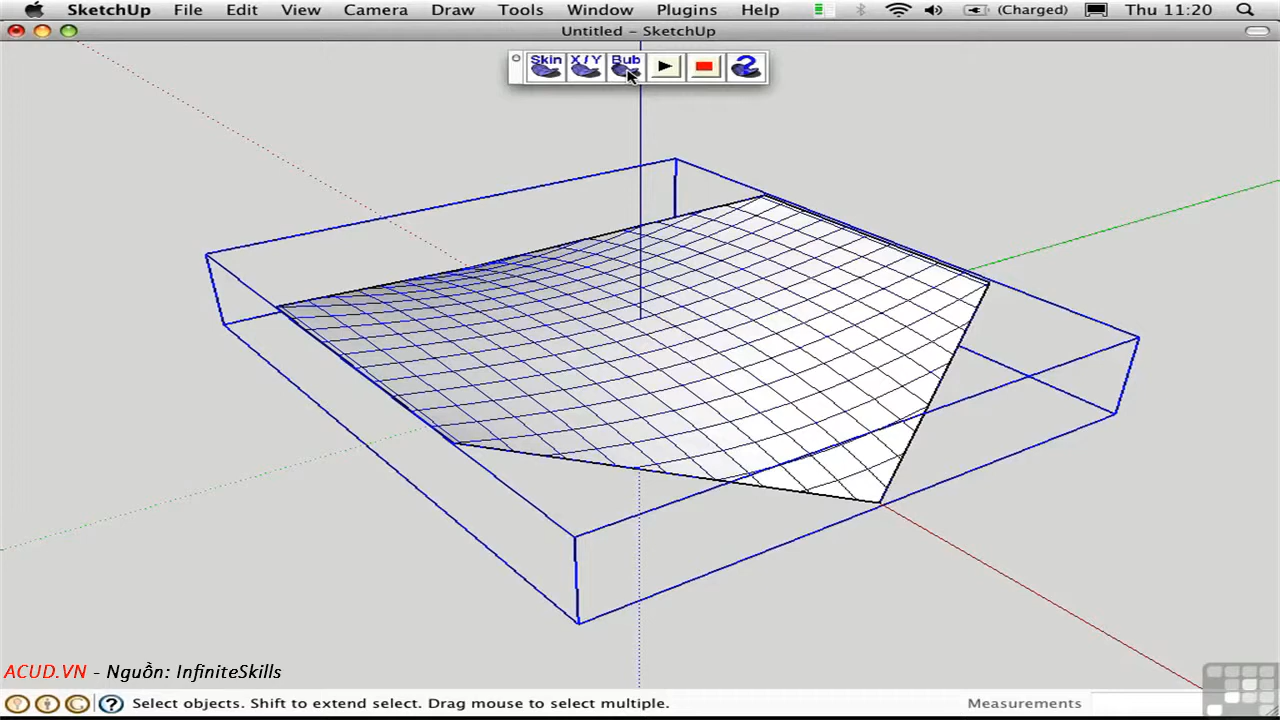 SketchUp File Edit View Camera Draw Tools Window Plugins Help (Charged) Thu 11:20
Untitled – SketchUp
Skin X/Y Bub
ACUD.VN - Nguồn: InfiniteSkills
Select objects. Shift to extend select. Drag mouse to select multiple. Measurements